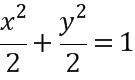 x²/2 + y²/2 = 1